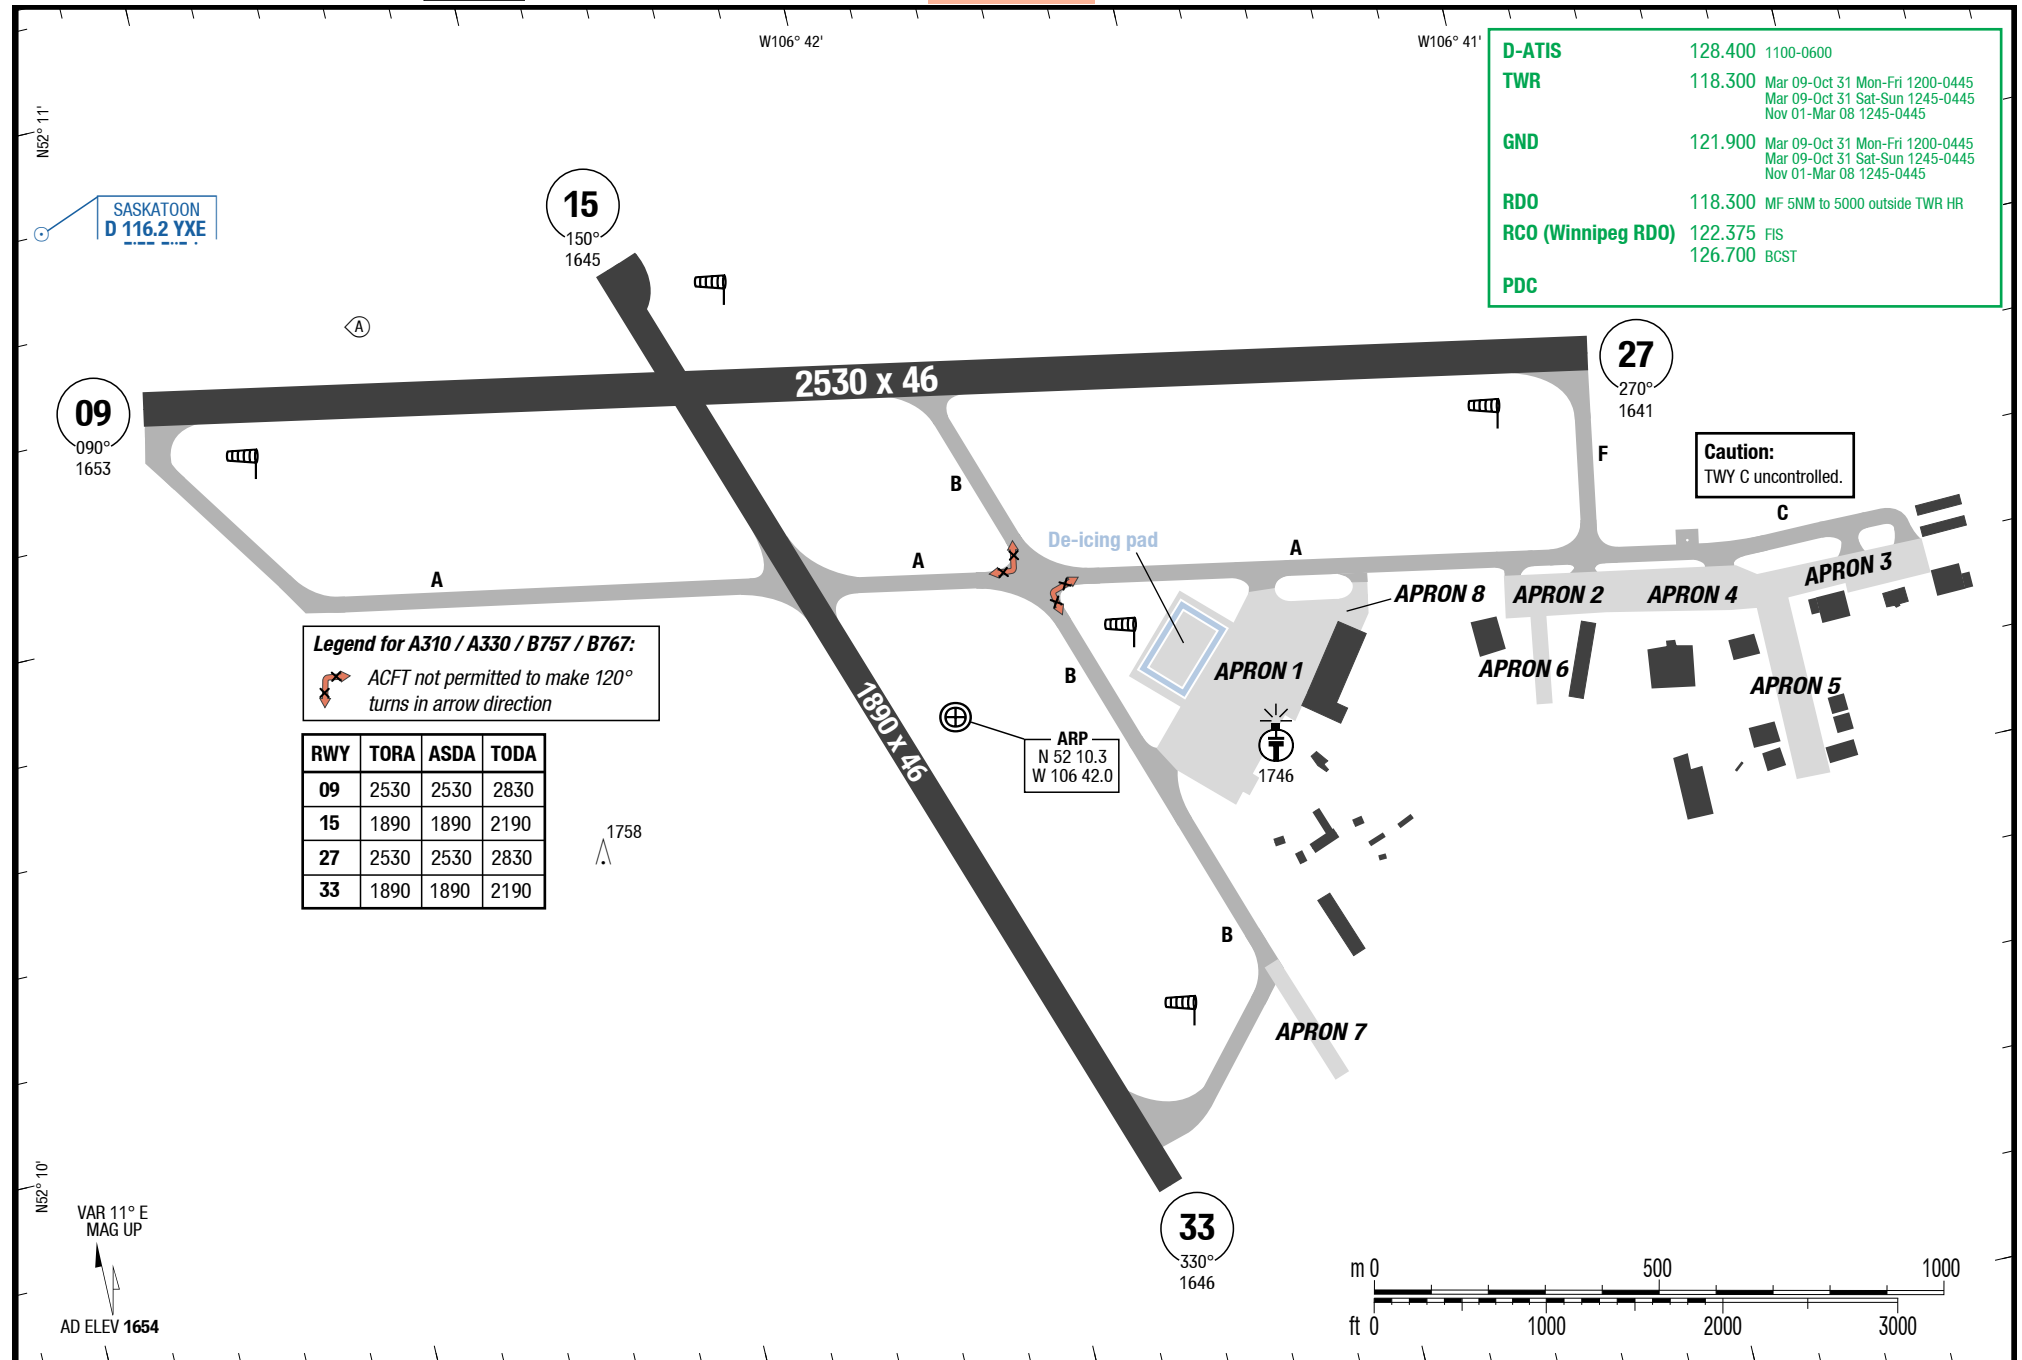 W106° 42'
W106° 41'
N52° 11'
D-ATIS 128.400 1100-0600
TWR 118.300 Mar 09-Oct 31 Mon-Fri 1200-0445
Mar 09-Oct 31 Sat-Sun 1245-0445
Nov 01-Mar 08 1245-0445
GND 121.900 Mar 09-Oct 31 Mon-Fri 1200-0445
Mar 09-Oct 31 Sat-Sun 1245-0445
Nov 01-Mar 08 1245-0445
RDO 118.300 MF 5NM to 5000 outside TWR HR
RCO (Winnipeg RDO) 122.375 FIS
126.700 BCST
PDC
SASKATOON
D 116.2 YXE
15
150°
1645
A
09
090°
1653
2530 x 46
27
270°
1641
F
Caution:
TWY C uncontrolled.
C
B
De-icing pad
A
A
A
APRON 3
APRON 8
APRON 2
APRON 4
Legend for A310 / A330 / B757 / B767:
ACFT not permitted to make 120°
turns in arrow direction
B
APRON 1
APRON 6
APRON 5
1890 x 46
ARP
N 52 10.3
W 106 42.0
1746
RWY TORA ASDA TODA
09 2530 2530 2830
15 1890 1890 2190
27 2530 2530 2830
33 1890 1890 2190
1758
B
APRON 7
N52° 10'
VAR 11° E
MAG UP
AD ELEV 1654
33
330°
1646
m 0 500 1000
ft 0 1000 2000 3000